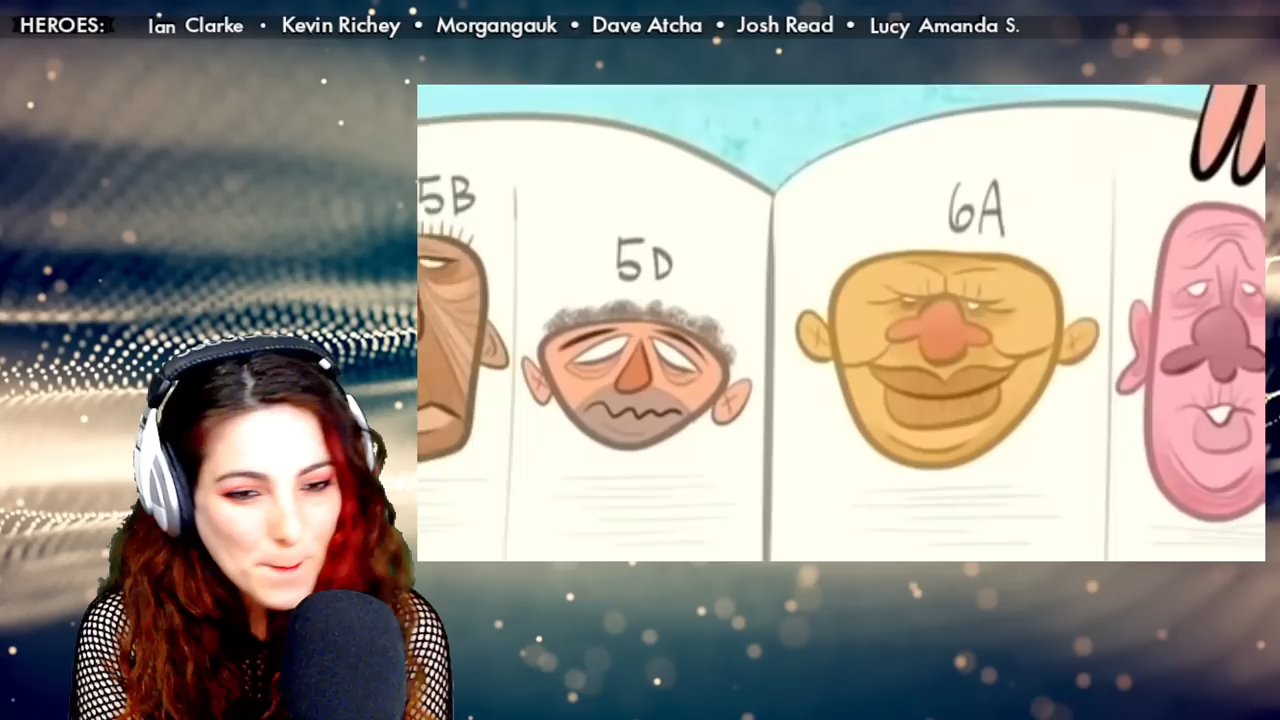 HEROES: Ian Clarke • Kevin Richey • Morgangauk • Dave Atcha • Josh Read • Lucy Amanda S.
5B
5D
6A